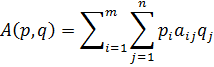 A(p,q) = ∑_{i=1}^{m} ∑_{j=1}^{n} p_i a_{ij} q_j